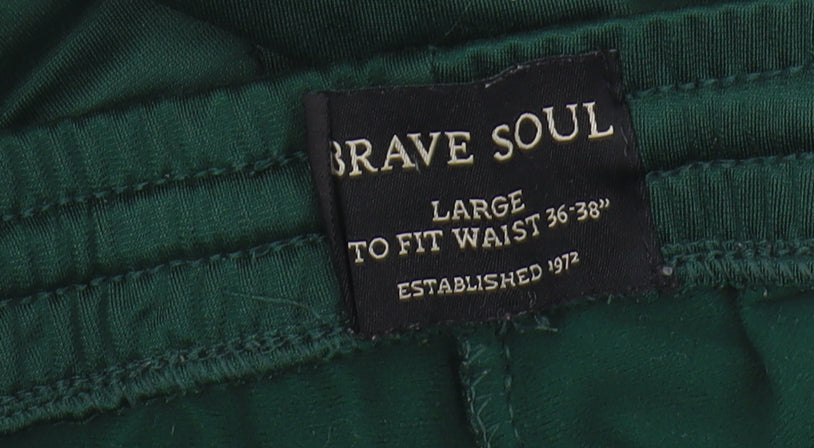 BRAVE SOUL
LARGE
TO FIT WAIST 36-38"
ESTABLISHED 1972